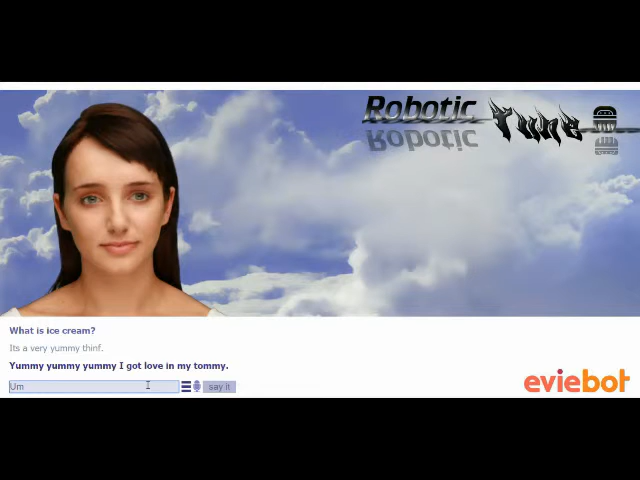 Robotic Tune
What is ice cream?
Its a very yummy thinf.
Yummy yummy yummy I got love in my tommy.
Um
say it
eviebot